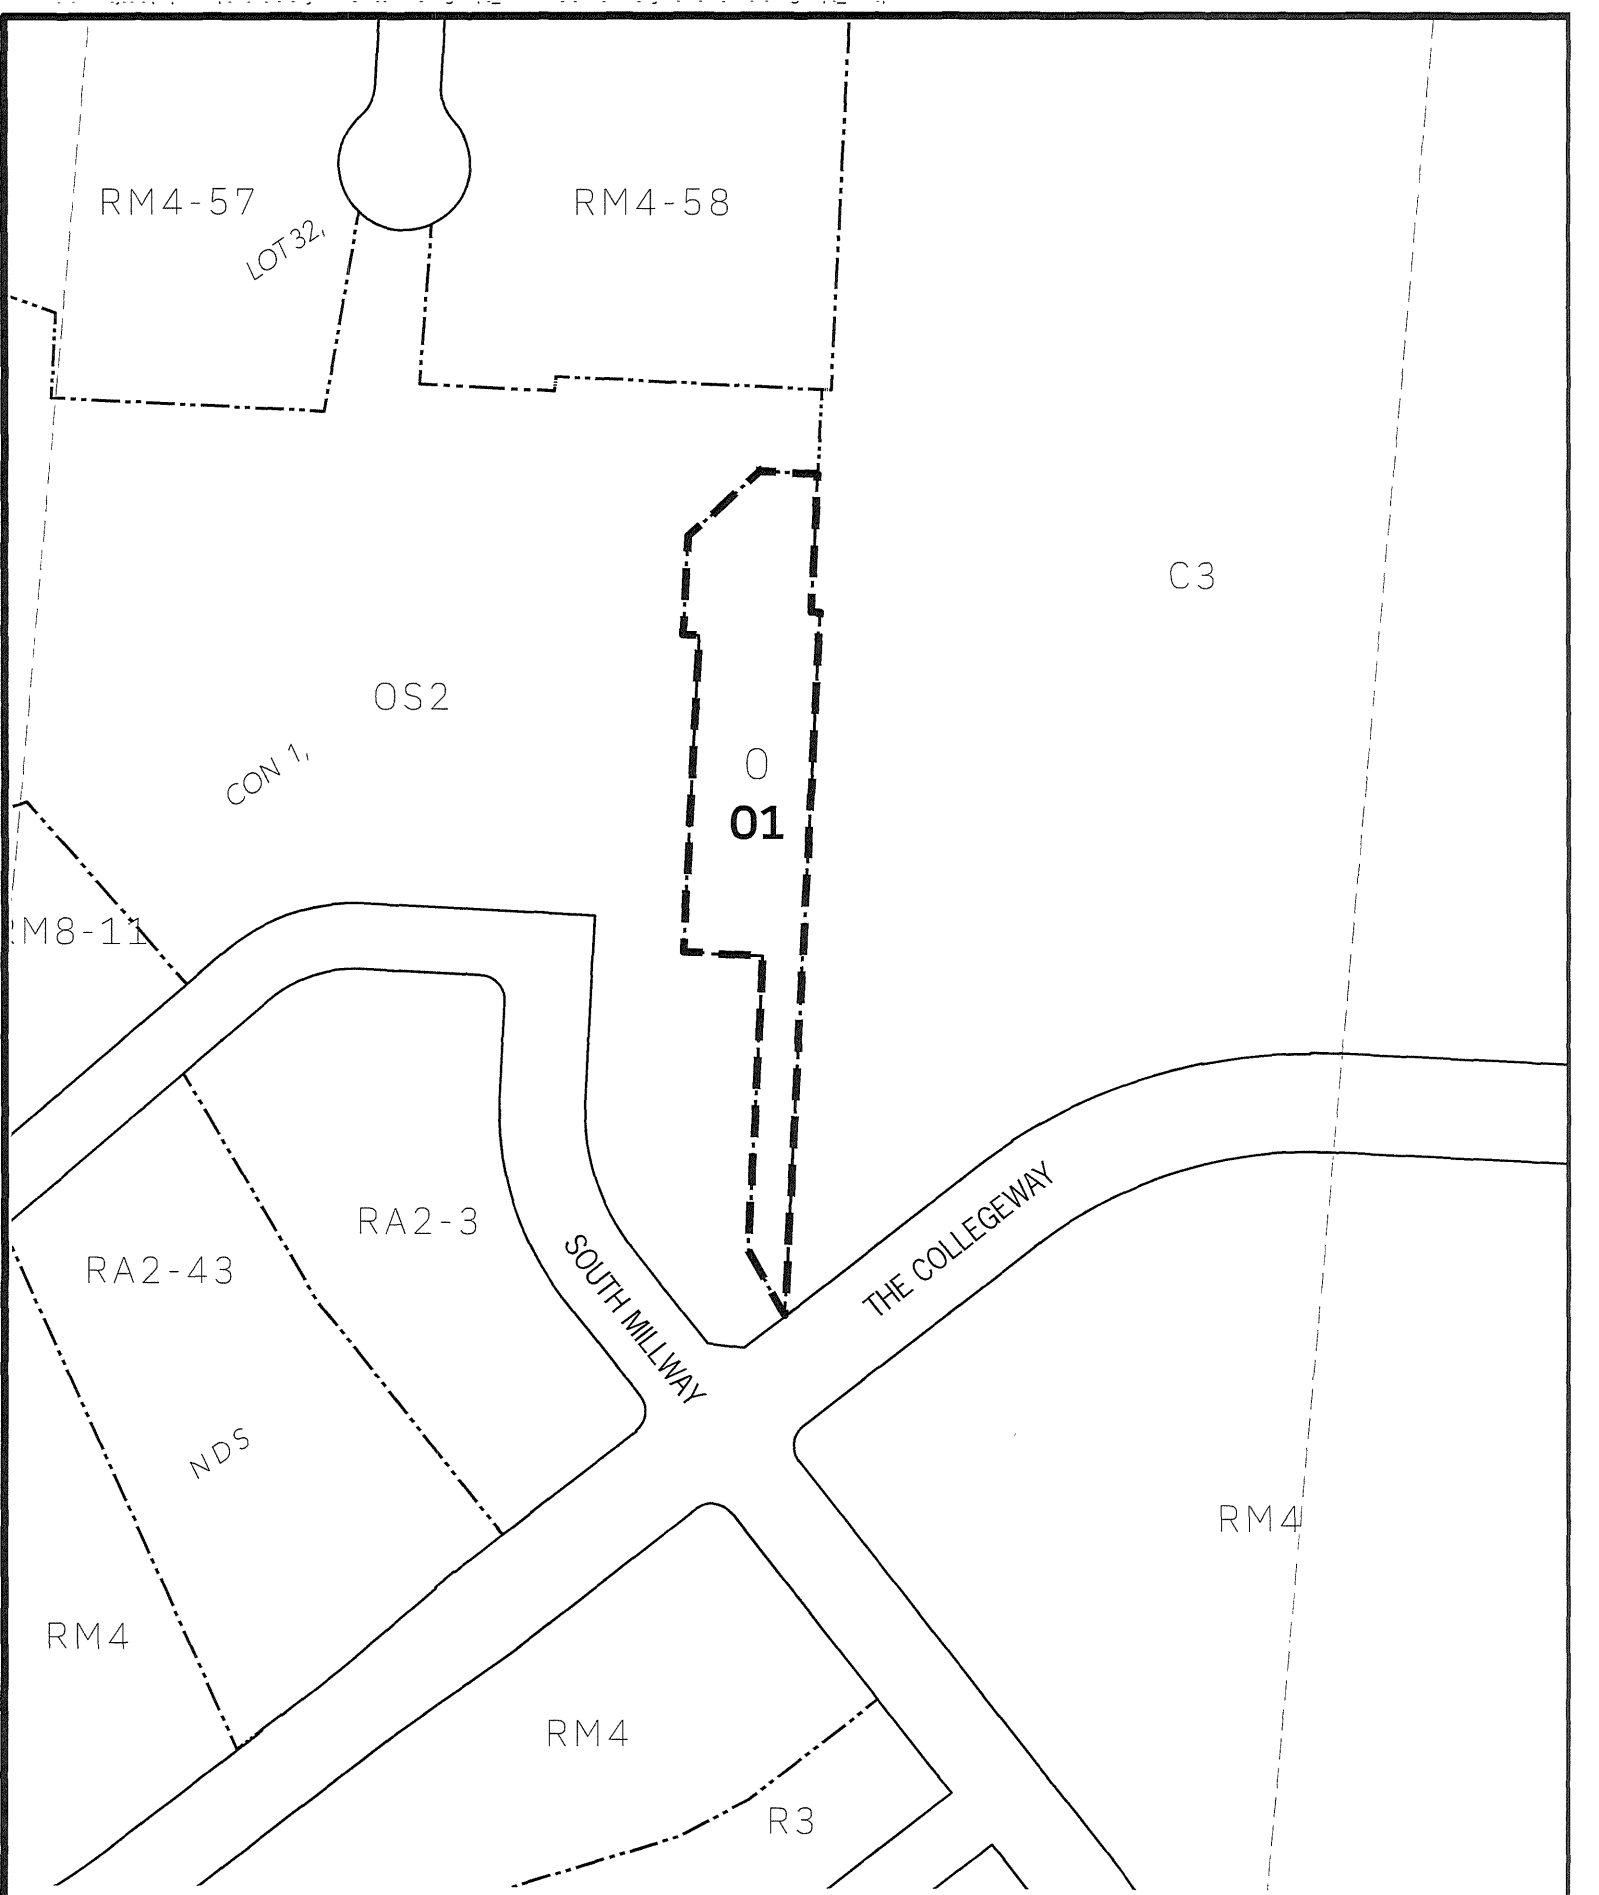 RM4-57
RM4-58
LOT 32,
C3
OS2
CON 1,
O
01
M8-11
RA2-3
RA2-43
SOUTH MILLWAY
THE COLLEGEWAY
NDS
RM4
RM4
RM4
R3